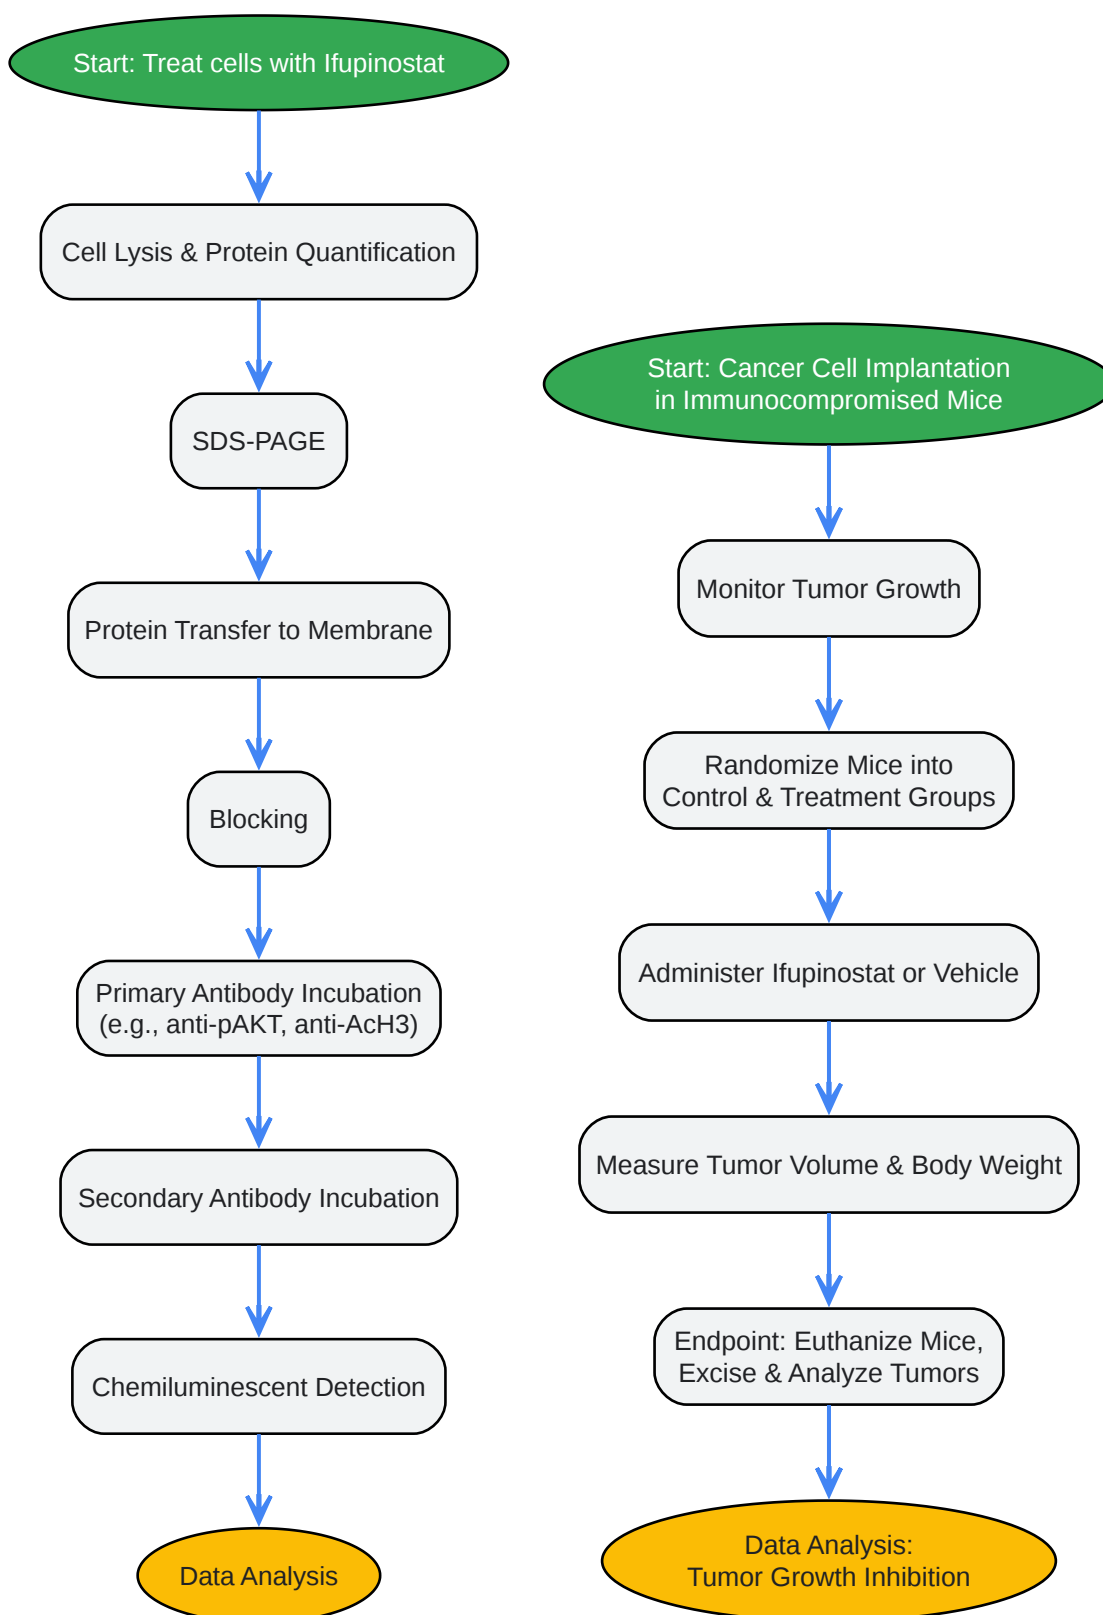 Start: Treat cells with Ifupinostat
Cell Lysis & Protein Quantification
SDS-PAGE
Protein Transfer to Membrane
Blocking
Primary Antibody Incubation
(e.g., anti-pAKT, anti-AcH3)
Secondary Antibody Incubation
Chemiluminescent Detection
Data Analysis
Start: Cancer Cell Implantation
in Immunocompromised Mice
Monitor Tumor Growth
Randomize Mice into
Control & Treatment Groups
Administer Ifupinostat or Vehicle
Measure Tumor Volume & Body Weight
Endpoint: Euthanize Mice,
Excise & Analyze Tumors
Data Analysis:
Tumor Growth Inhibition